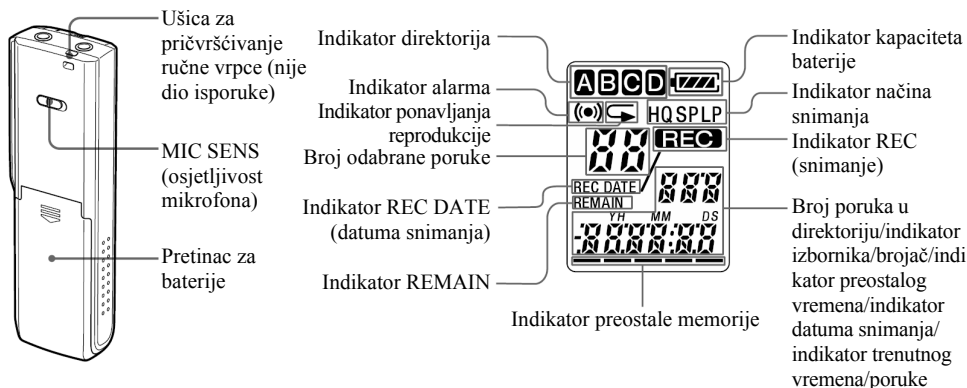 Ušica za
pričvršćivanje
ručne vrpce (nije
dio isporuke)
MIC SENS
(osjetljivost
mikrofona)
Pretinac za
baterije
Indikator direktorija
Indikator alarma
Indikator ponavljanja
reprodukcije
Broj odabrane poruke
Indikator REC DATE
(datuma snimanja)
Indikator REMAIN
ABCD
HQSPLP
REC
REC DATE
REMAIN
YH MM DS
Indikator preostale memorije
Indikator kapaciteta
baterije
Indikator načina
snimanja
Indikator REC
(snimanje)
Broj poruka u
direktoriju/indikator
izbornika/brojač/indi
kator preostalog
vremena/indikator
datuma snimanja/
indikator trenutnog
vremena/poruke